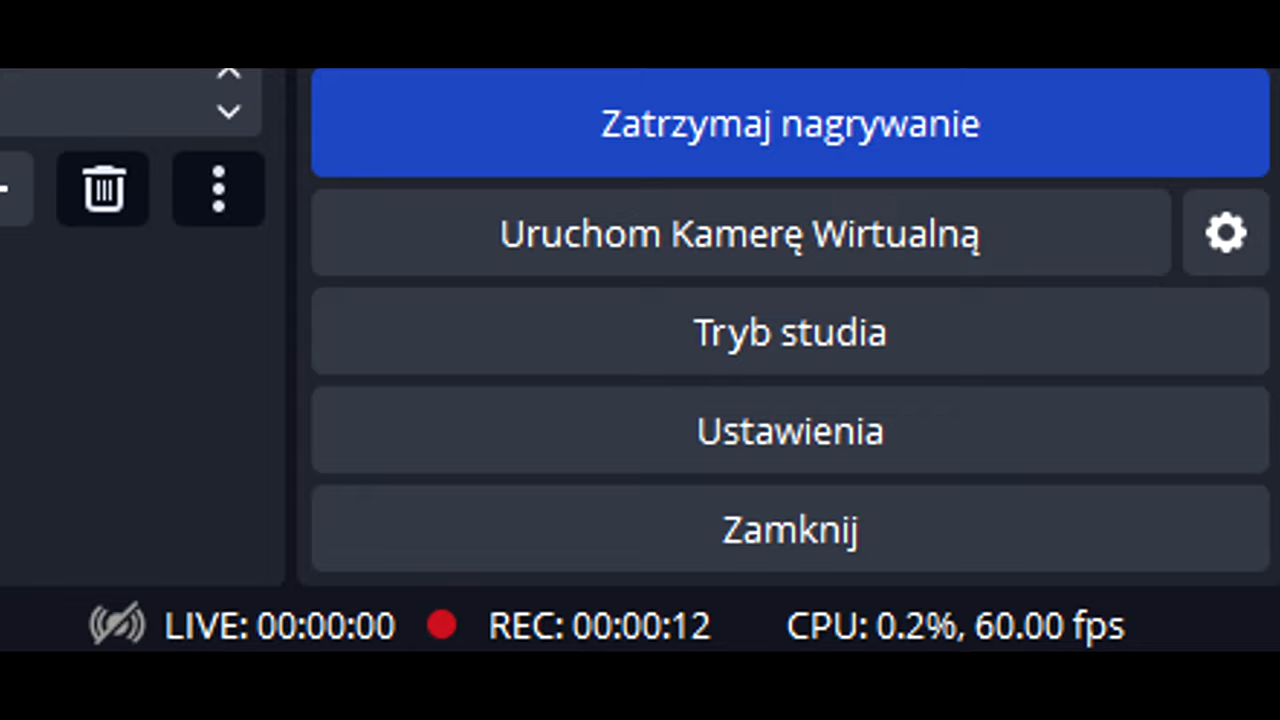 Zatrzymaj nagrywanie
Uruchom Kamerę Wirtualną
Tryb studia
Ustawienia
Zamknij
LIVE: 00:00:00 REC: 00:00:12 CPU: 0.2%, 60.00 fps